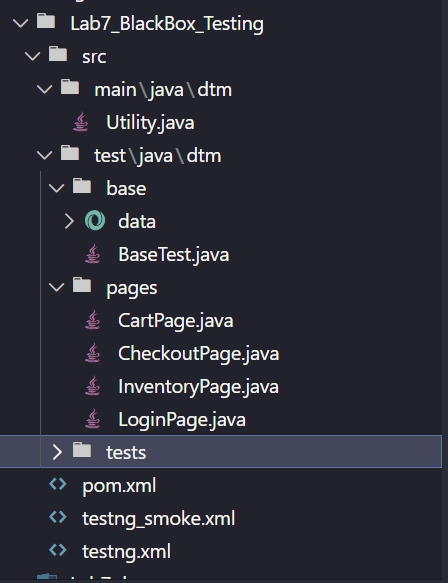 Lab7_BlackBox_Testing
src
main\java\dtm
Utility.java
test\java\dtm
base
data
BaseTest.java
pages
CartPage.java
CheckoutPage.java
InventoryPage.java
LoginPage.java
tests
pom.xml
testng_smoke.xml
testng.xml